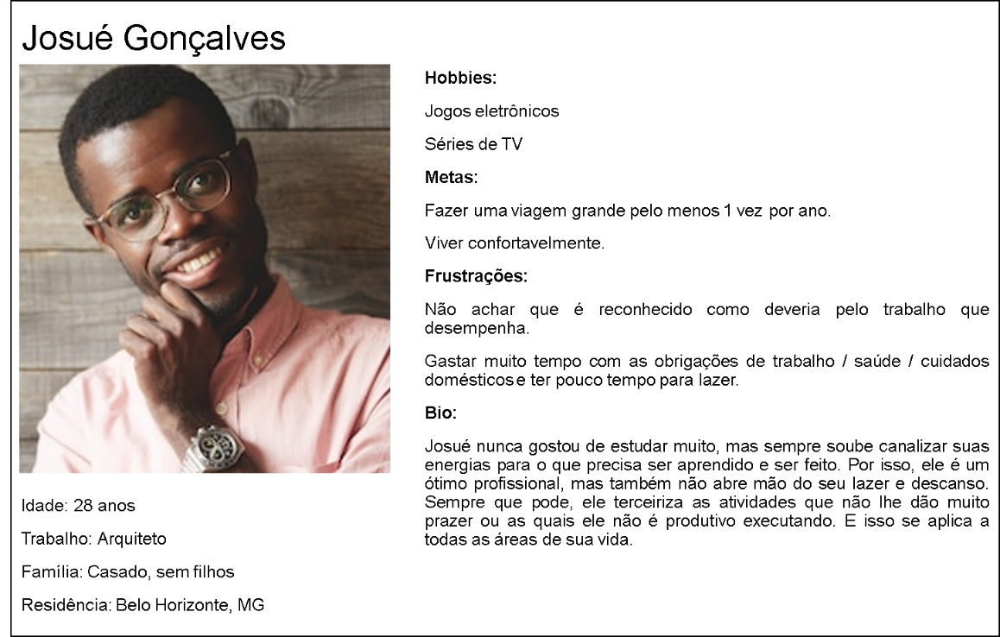 Josué Gonçalves
Hobbies:
Jogos eletrônicos
Séries de TV
Metas:
Fazer uma viagem grande pelo menos 1 vez por ano.
Viver confortavelmente.
Frustrações:
Não achar que é reconhecido como deveria pelo trabalho que
desempenha.
Gastar muito tempo com as obrigações de trabalho / saúde / cuidados
domésticos e ter pouco tempo para lazer.
Bio:
Josué nunca gostou de estudar muito, mas sempre soube canalizar suas
energias para o que precisa ser aprendido e ser feito. Por isso, ele é um
ótimo profissional, mas também não abre mão do seu lazer e descanso.
Sempre que pode, ele terceiriza as atividades que não lhe dão muito
prazer ou as quais ele não é produtivo executando. E isso se aplica a
todas as áreas de sua vida.
Idade: 28 anos
Trabalho: Arquiteto
Família: Casado, sem filhos
Residência: Belo Horizonte, MG